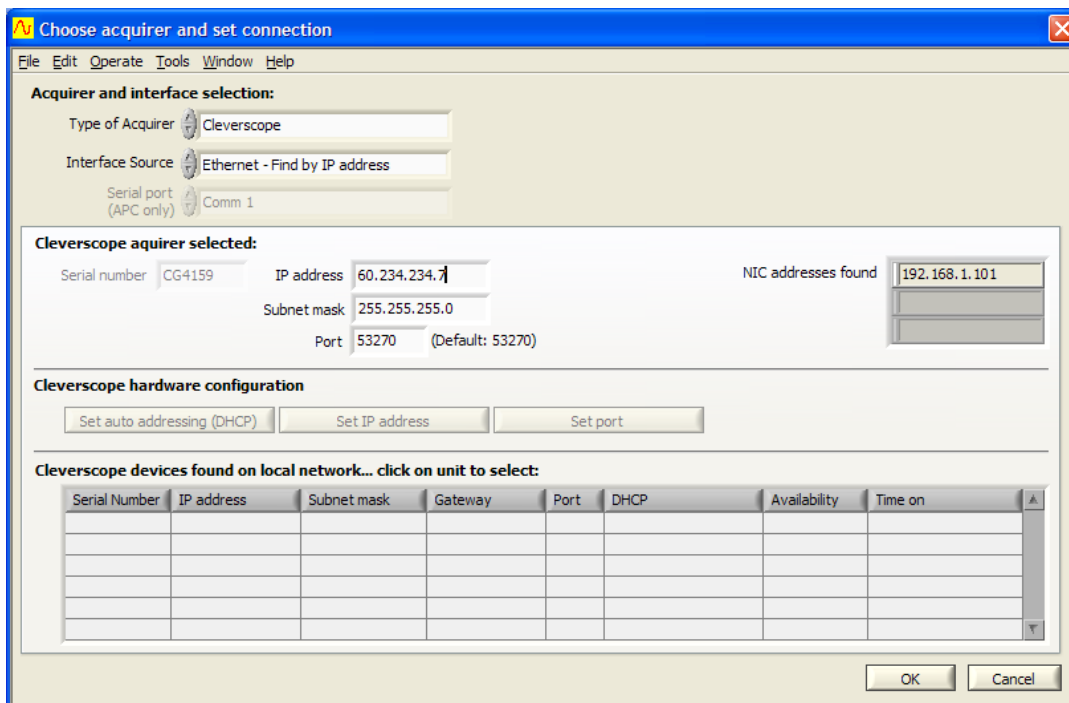 Choose acquirer and set connection
File Edit Operate Tools Window Help
Acquirer and interface selection:
Type of Acquirer Cleverscope
Interface Source Ethernet - Find by IP address
Serial port
(APC only) Comm 1
Cleverscope aquirer selected:
Serial number CG4159 IP address 60.234.234.7 NIC addresses found 192.168.1.101
Subnet mask 255.255.255.0
Port 53270 (Default: 53270)
Cleverscope hardware configuration
Set auto addressing (DHCP) Set IP address Set port
Cleverscope devices found on local network... click on unit to select:
Serial Number IP address Subnet mask Gateway Port DHCP Availability Time on
OK Cancel